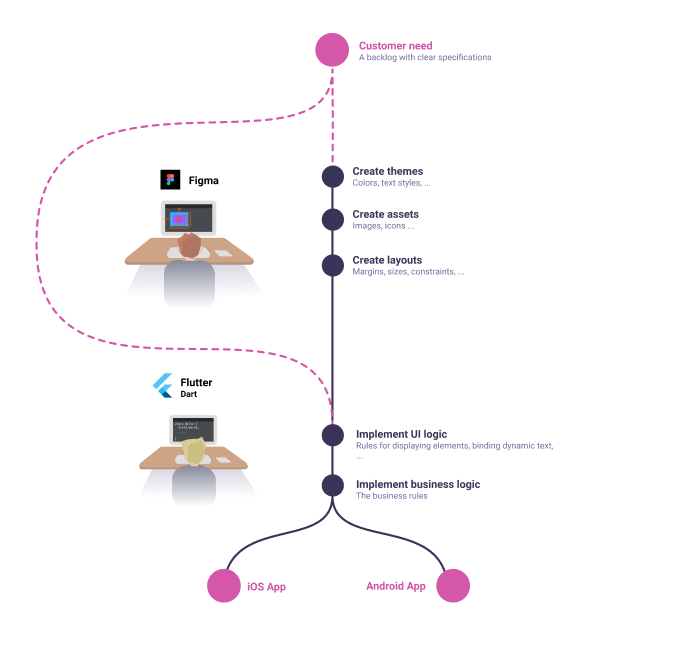 Customer need
A backlog with clear specifications
Figma
Create themes
Colors, text styles, ...
Create assets
Images, icons ...
Create layouts
Margins, sizes, constraints, ...
Flutter
Dart
Implement UI logic
Rules for displaying elements, binding dynamic text,
...
Implement business logic
The business rules
iOS App
Android App